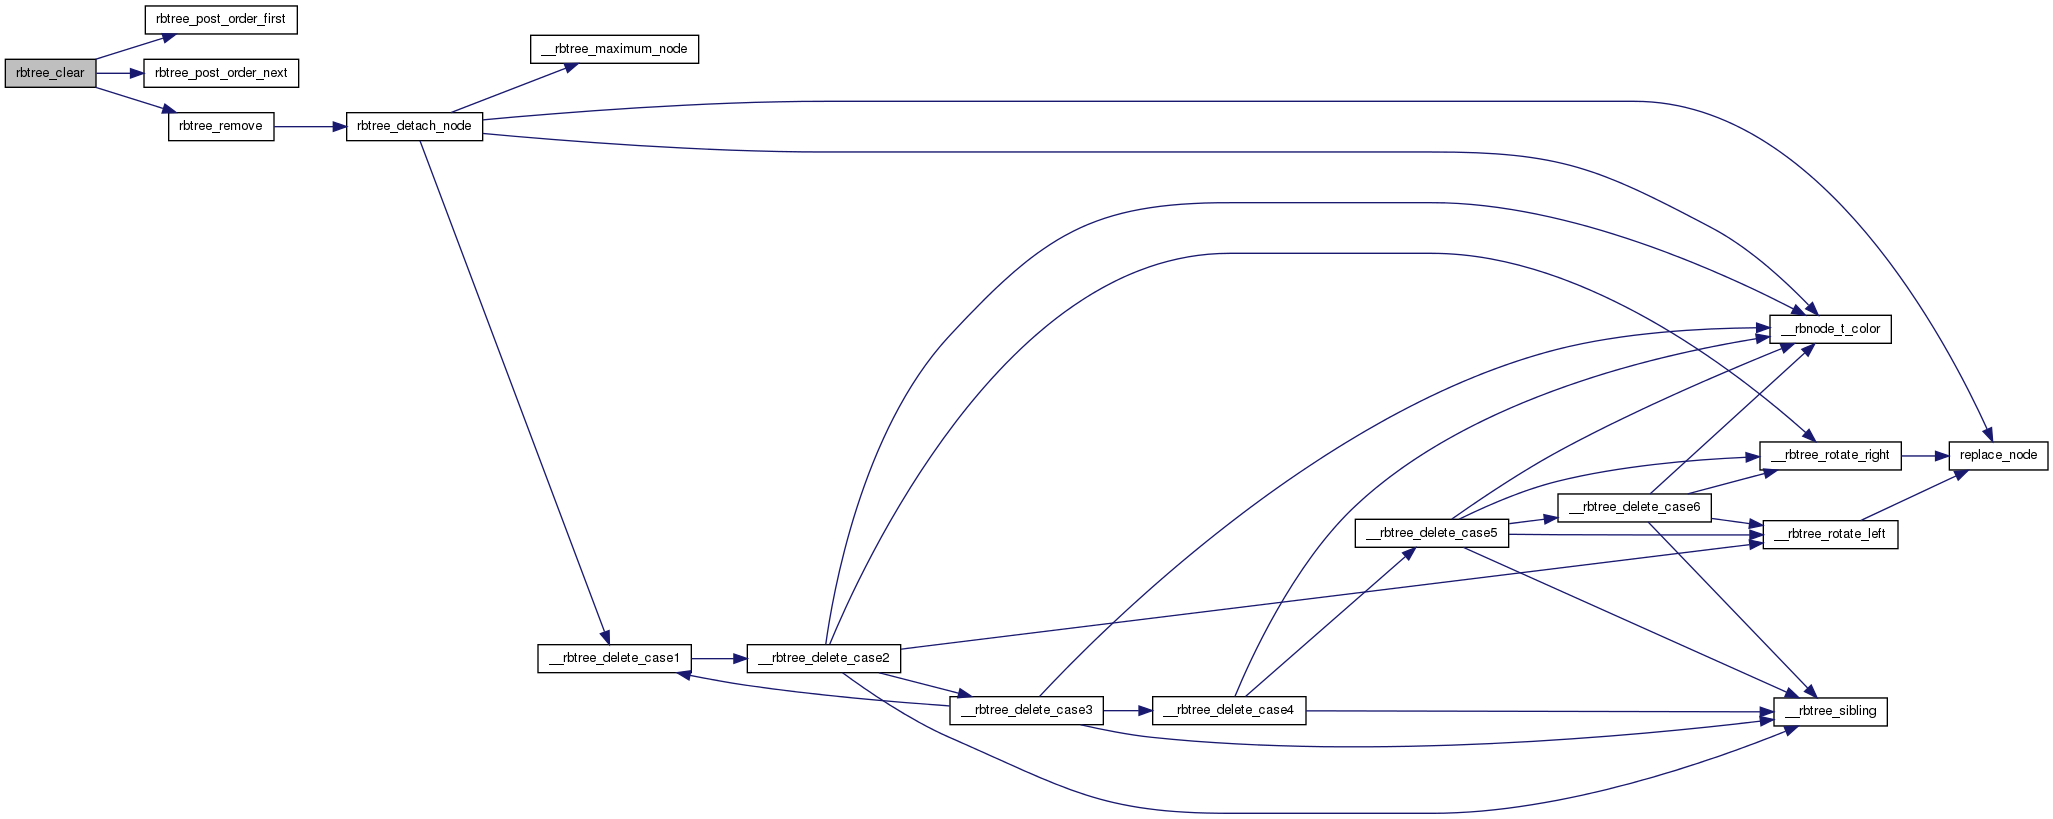 rbtree_post_order_first
rbtree_clear
rbtree_post_order_next
rbtree_remove
rbtree_detach_node
__rbtree_maximum_node
__rbnode_t_color
__rbtree_rotate_right
replace_node
__rbtree_delete_case6
__rbtree_delete_case5
__rbtree_rotate_left
__rbtree_delete_case1
__rbtree_delete_case2
__rbtree_delete_case3
__rbtree_delete_case4
__rbtree_sibling